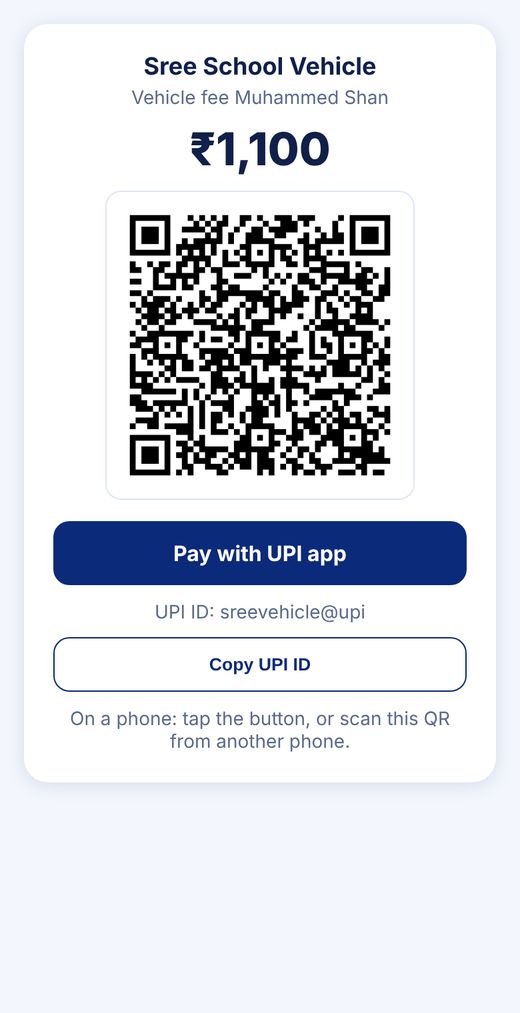 Sree School Vehicle
Vehicle fee Muhammed Shan
₹1,100
Pay with UPI app
UPI ID: sreevehicle@upi
Copy UPI ID
On a phone: tap the button, or scan this QR
from another phone.